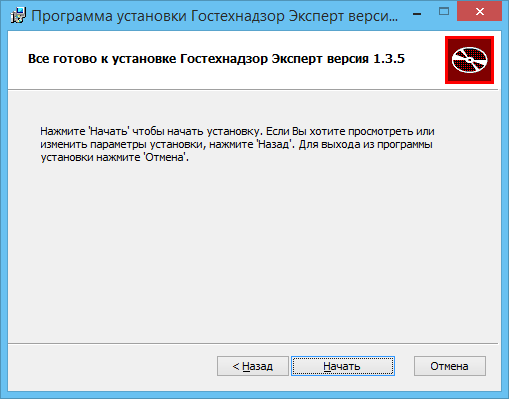 Программа установки Гостехнадзор Эксперт верси...
Все готово к установке Гостехнадзор Эксперт версия 1.3.5
Нажмите 'Начать' чтобы начать установку. Если Вы хотите просмотреть или
изменить параметры установки, нажмите 'Назад'. Для выхода из программы
установки нажмите 'Отмена'.
< Назад
Начать
Отмена